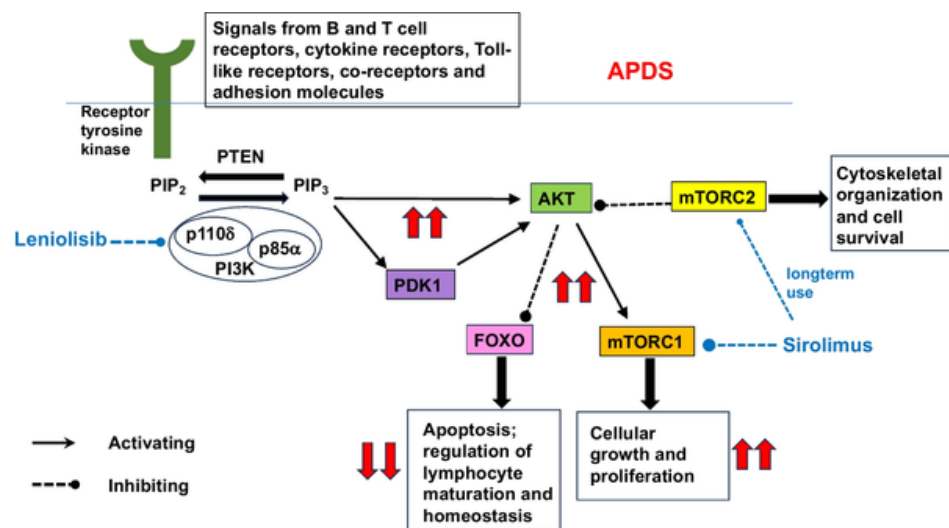 Signals from B and T cell
receptors, cytokine receptors, Toll-
like receptors, co-receptors and
adhesion molecules
APDS
Receptor
tyrosine
kinase
PTEN
PIP₂
PIP₃
AKT
mTORC2
Cytoskeletal
organization
and cell
survival
Leniolisib
p110δ
p85α
PI3K
PDK1
longterm
use
FOXO
mTORC1
Sirolimus
Apoptosis;
regulation of
lymphocyte
maturation and
homeostasis
Cellular
growth and
proliferation
Activating
Inhibiting